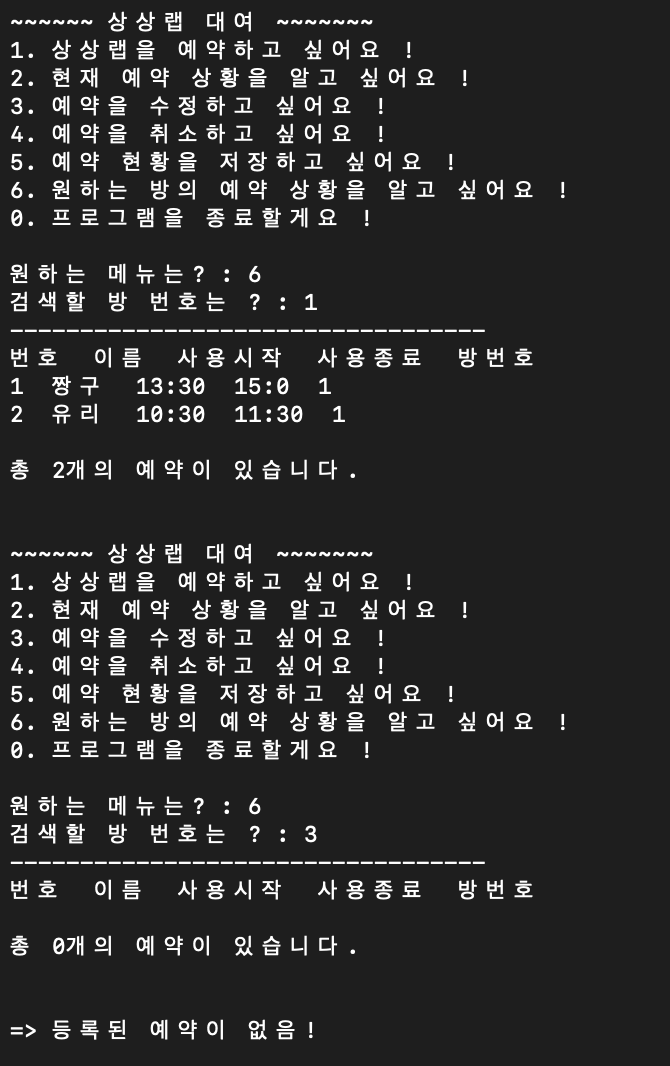 ~~~~~~ 상상랩 대여 ~~~~~~~
1. 상상랩을 예약하고 싶어요 !
2. 현재 예약 상황을 알고 싶어요 !
3. 예약을 수정하고 싶어요 !
4. 예약을 취소하고 싶어요 !
5. 예약 현황을 저장하고 싶어요 !
6. 원하는 방의 예약 상황을 알고 싶어요 !
0. 프로그램을 종료할게요 !
원하는 메뉴는? : 6
검색할 방 번호는 ? : 1
----------------------------------
번호 이름 사용시작 사용종료 방번호
1 짱구 13:30 15:0 1
2 유리 10:30 11:30 1
총 2개의 예약이 있습니다.
~~~~~~ 상상랩 대여 ~~~~~~~
1. 상상랩을 예약하고 싶어요 !
2. 현재 예약 상황을 알고 싶어요 !
3. 예약을 수정하고 싶어요 !
4. 예약을 취소하고 싶어요 !
5. 예약 현황을 저장하고 싶어요 !
6. 원하는 방의 예약 상황을 알고 싶어요 !
0. 프로그램을 종료할게요 !
원하는 메뉴는? : 6
검색할 방 번호는 ? : 3
----------------------------------
번호 이름 사용시작 사용종료 방번호
총 0개의 예약이 있습니다.
=> 등록된 예약이 없음!